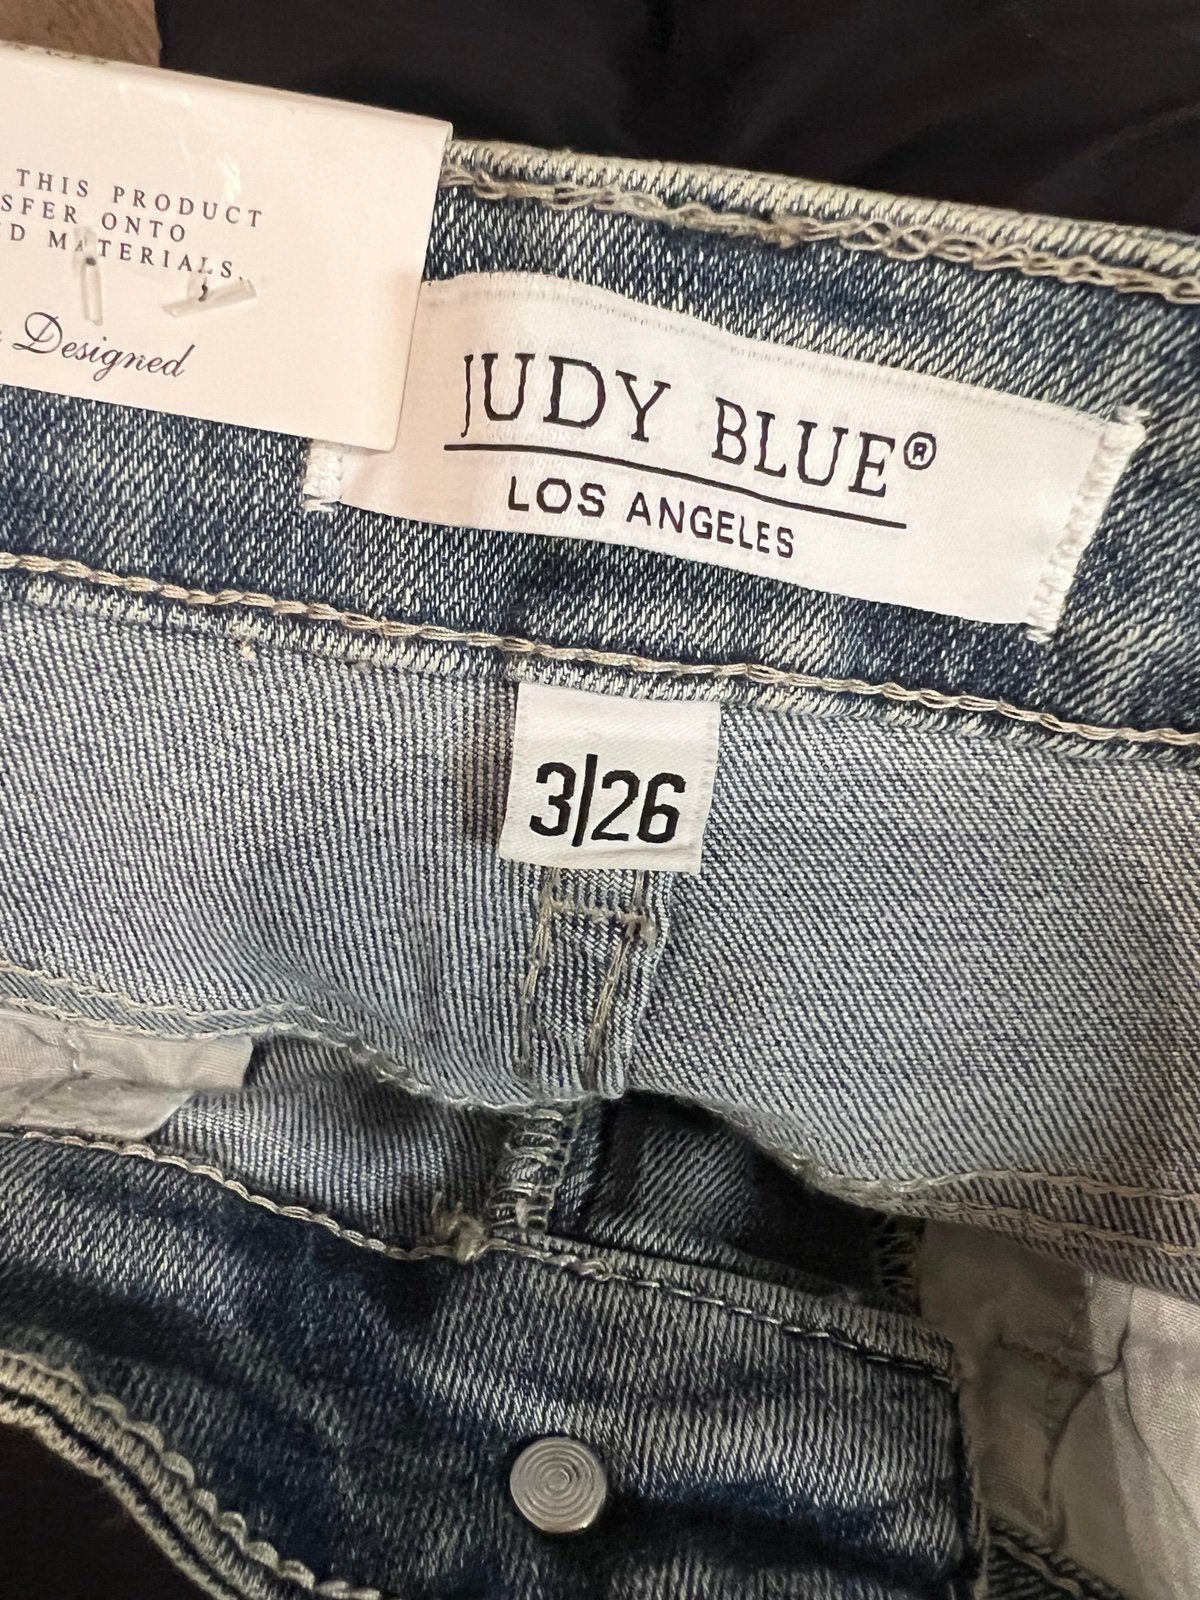 THIS PRODUCT
SFER ONTO
D MATERIALS.
Designed
JUDY BLUE®
LOS ANGELES
3/26